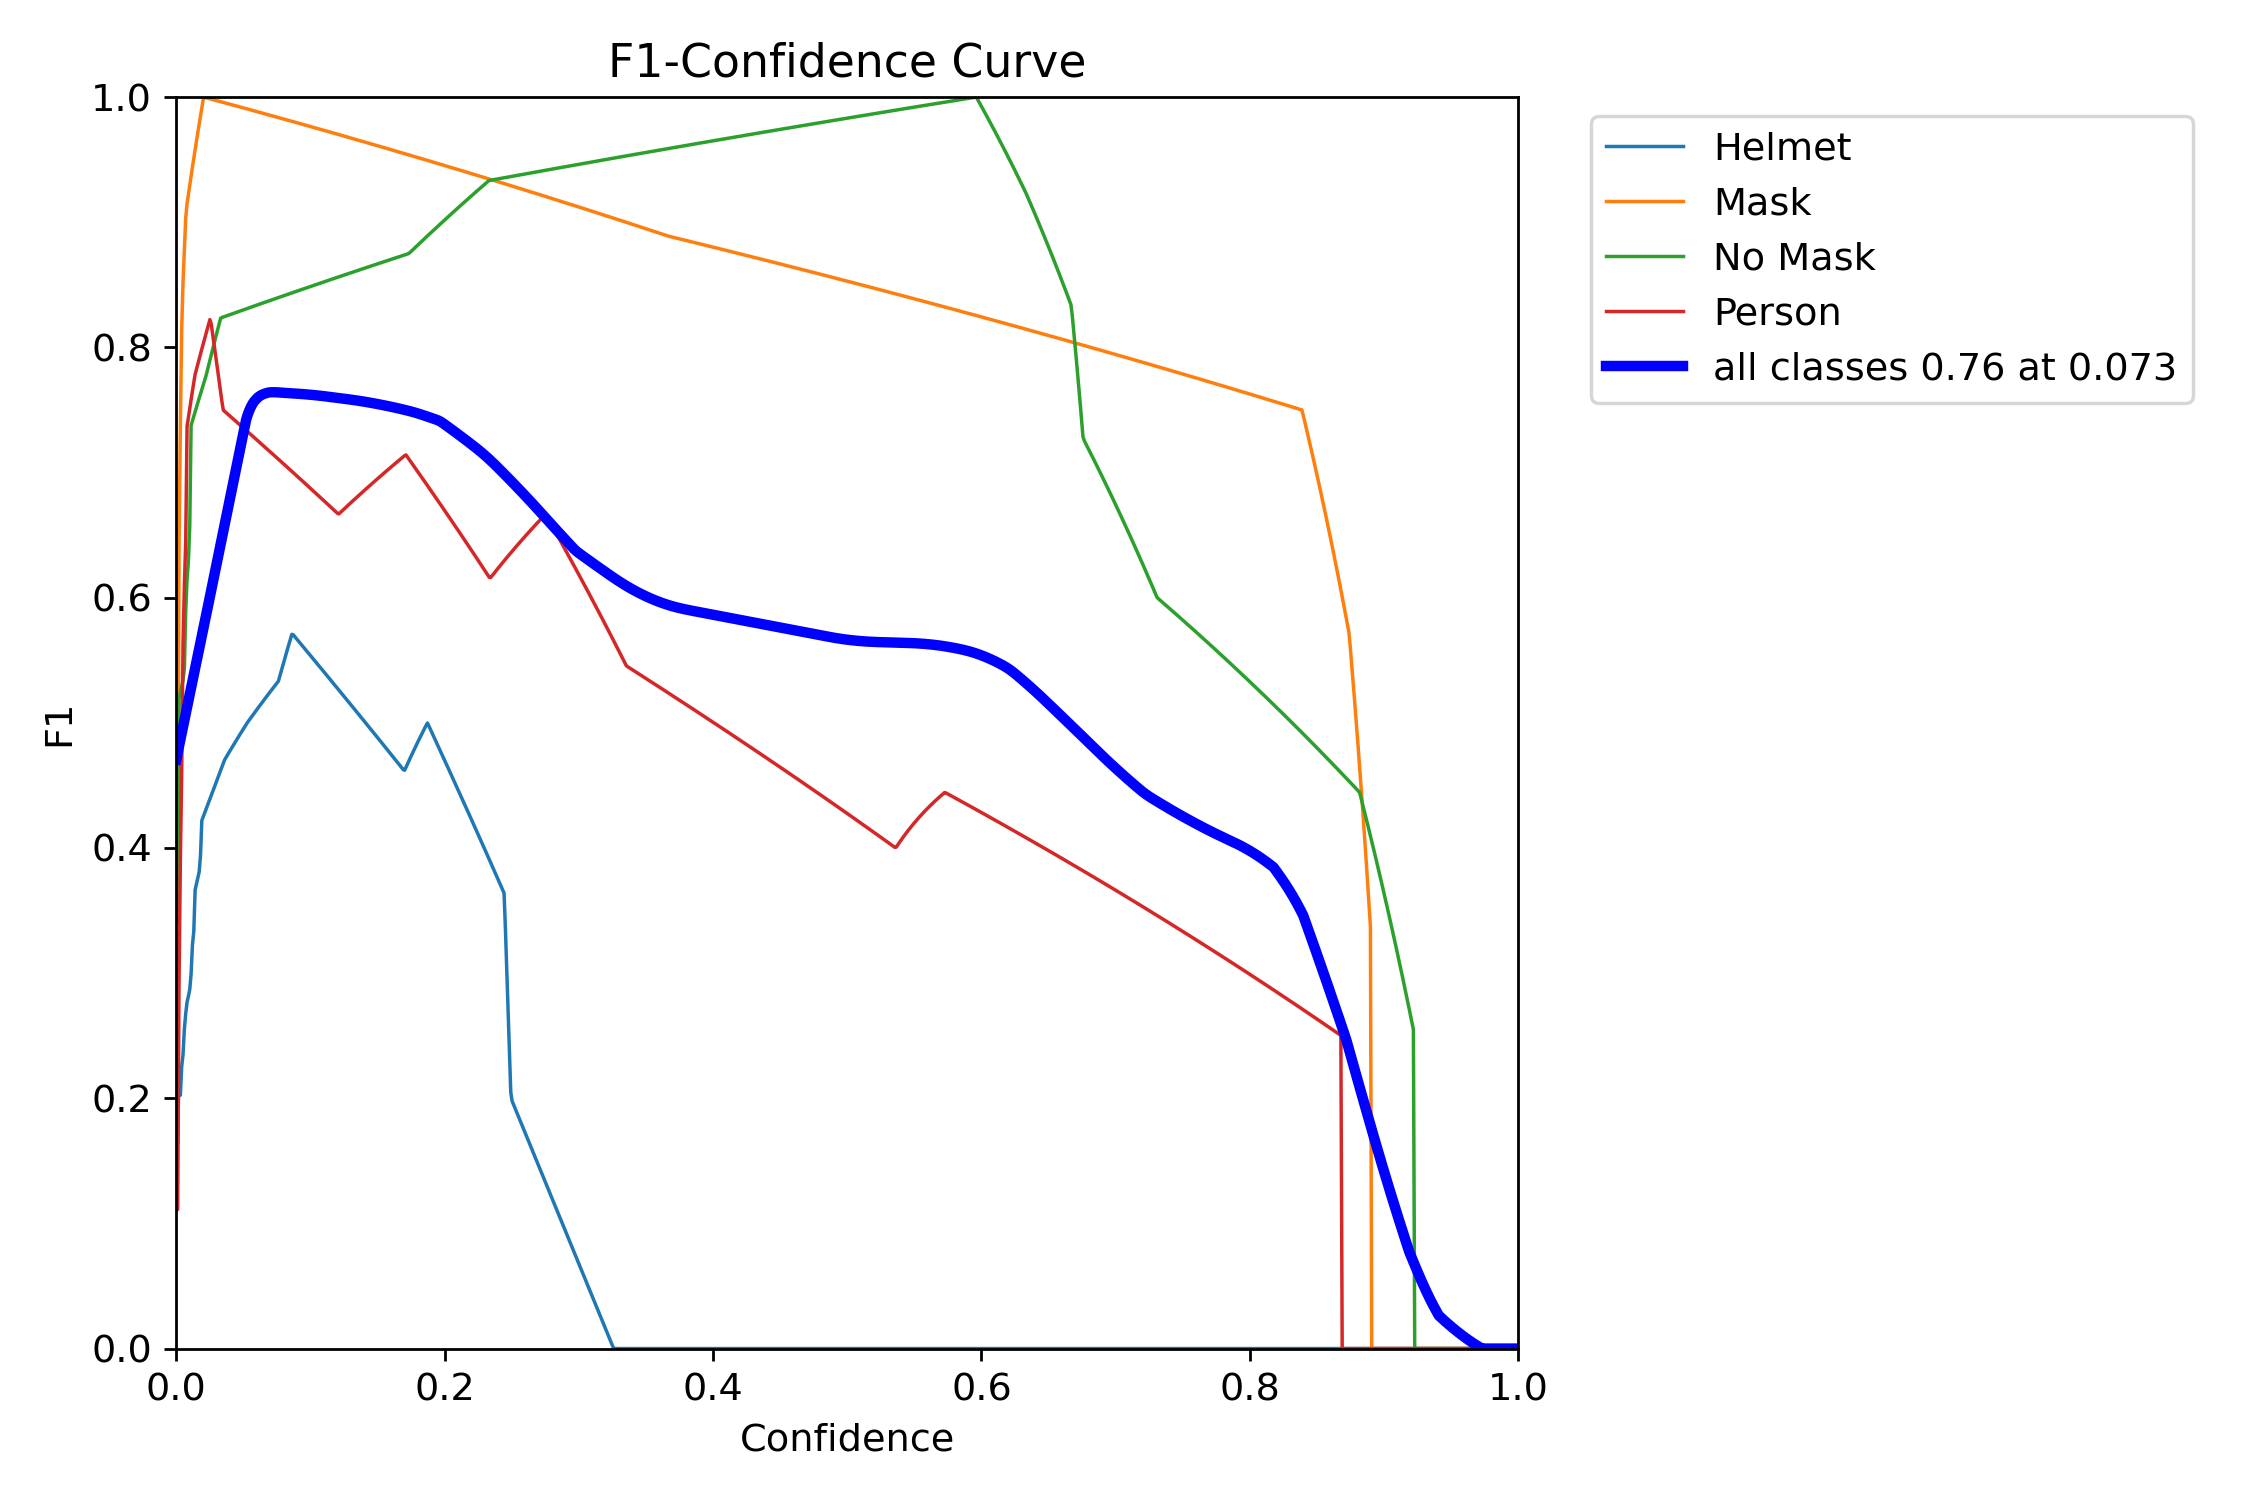 F1-Confidence Curve
1.0
0.8
0.6
0.4
0.2
0.0
F1
0.0 0.2 0.4 0.6 0.8 1.0
Confidence
Helmet
Mask
No Mask
Person
all classes 0.76 at 0.073